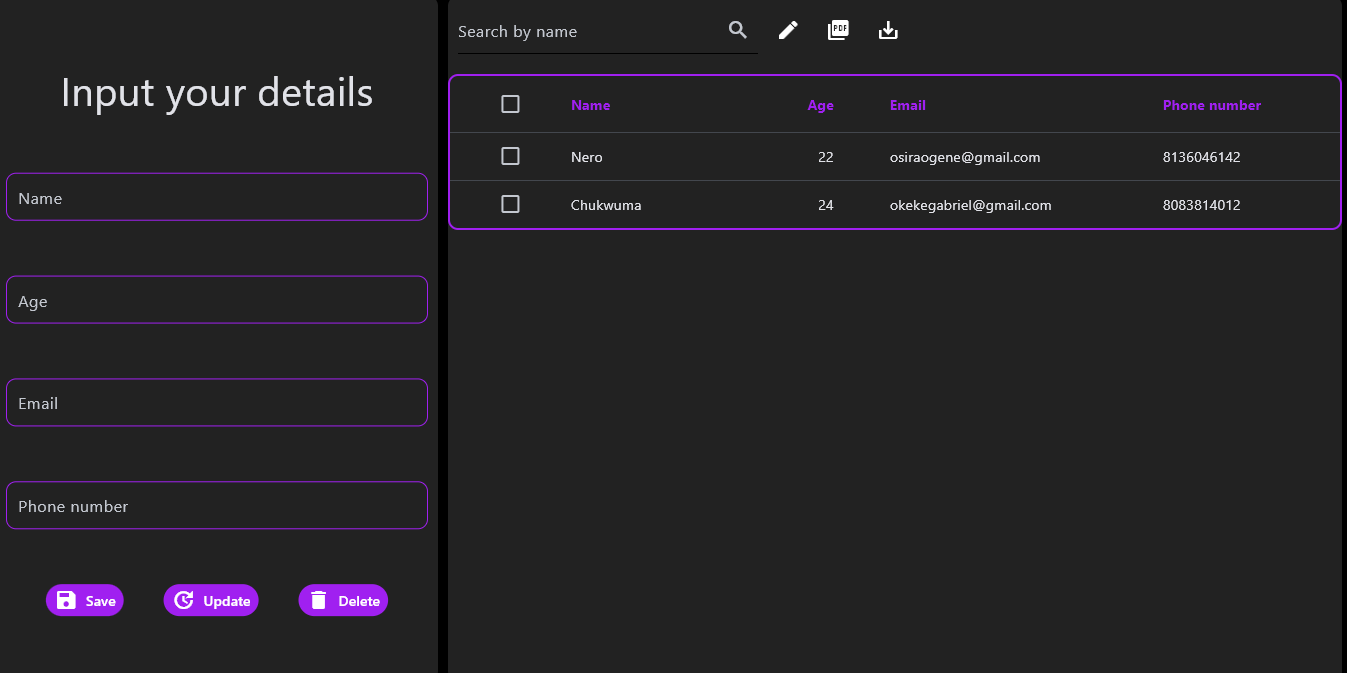 Input your details
Name
Age
Email
Phone number
Save Update Delete
Search by name PDF
Name Age Email Phone number
Nero 22 osiraogene@gmail.com 8136046142
Chukwuma 24 okekegabriel@gmail.com 8083814012